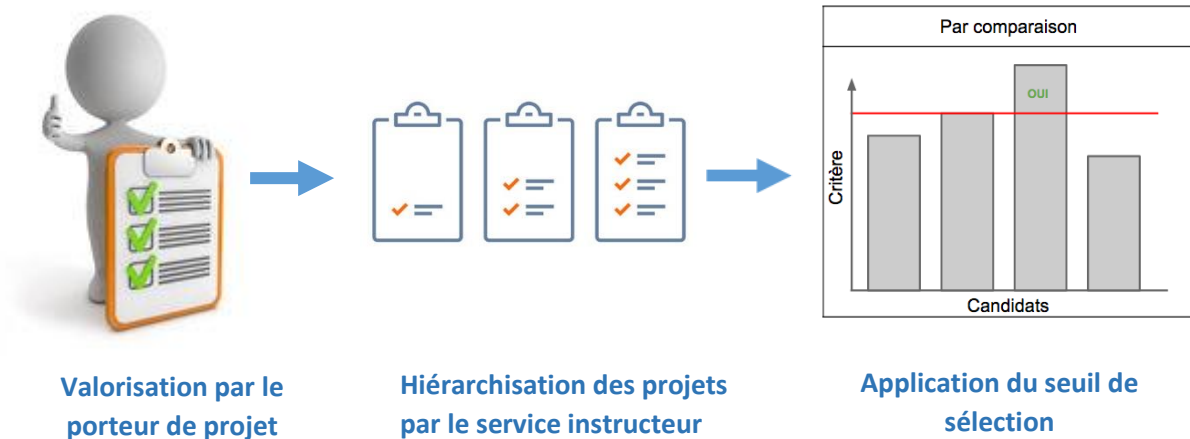 Par comparaison
OUI
Critère
Candidats
Valorisation par le
porteur de projet
Hiérarchisation des projets
par le service instructeur
Application du seuil de
sélection